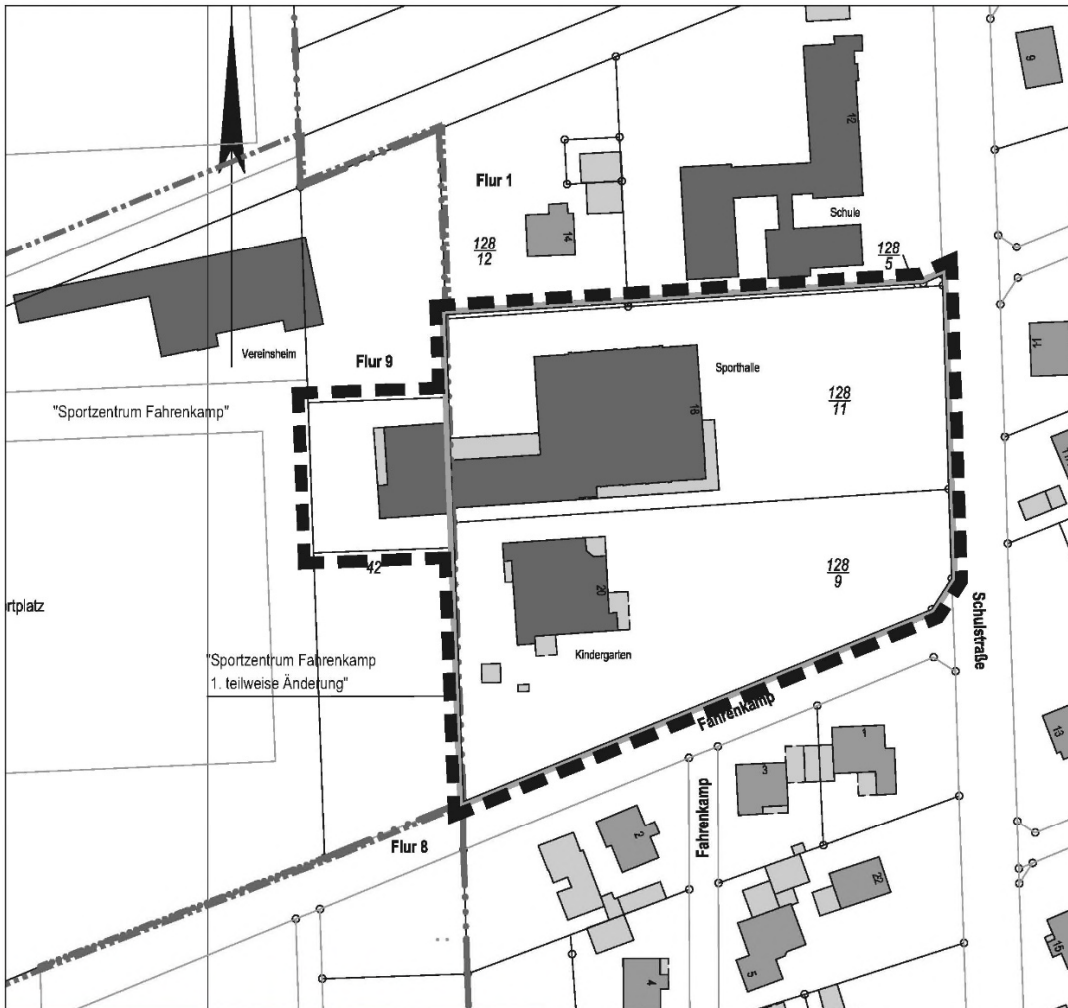 9
12
Flur 1
14
Schule
128
12
128
5
11
Vereinsheim
Flur 9
Sporthalle
128
11
"Sportzentrum Fahrenkamp"
18
42
128
9
20
rtplatz
Kindergarten
Schulstraße
"Sportzentrum Fahrenkamp
1. teilweise Änderung"
Fahrenkamp
1
3
13
Fahrenkamp
2
Flur 8
22
5
4
15